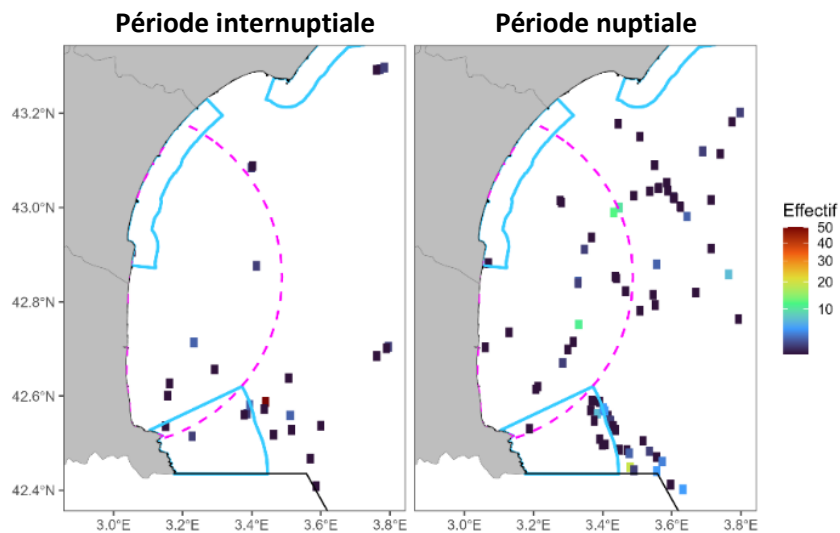 Période internuptiale Période nuptiale
43.2°N
43.0°N
42.8°N
42.6°N
42.4°N
3.0°E 3.2°E 3.4°E 3.6°E 3.8°E 3.0°E 3.2°E 3.4°E 3.6°E 3.8°E
Effectif
50
40
30
20
10